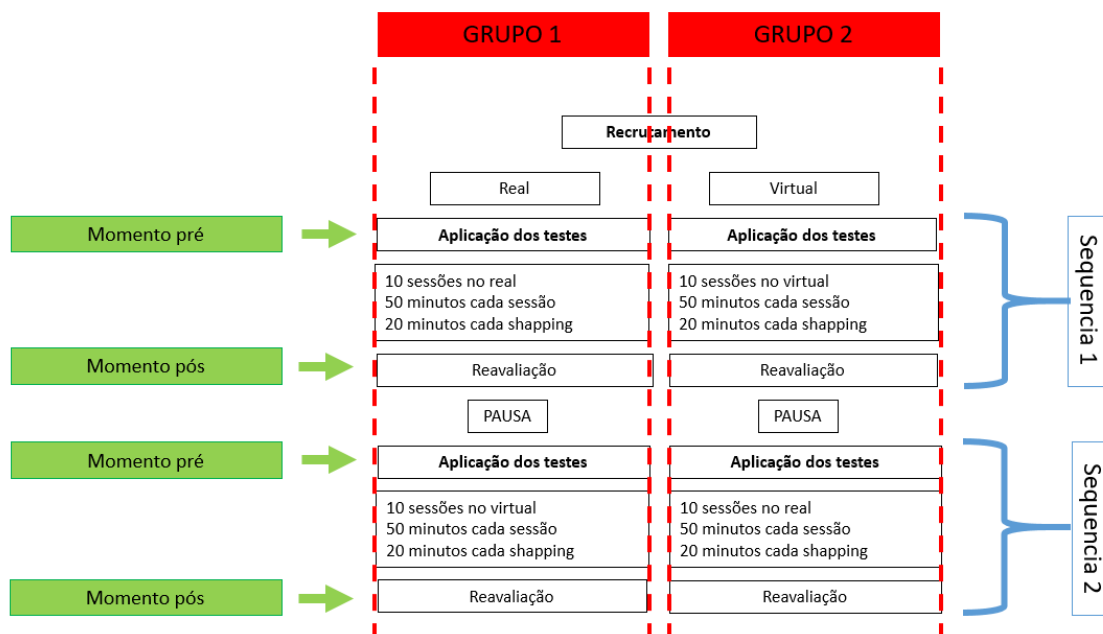 GRUPO 1
GRUPO 2
Recrutamento
Real
Virtual
Momento pré
Aplicação dos testes
Aplicação dos testes
10 sessões no real
50 minutos cada sessão
20 minutos cada shapping
10 sessões no virtual
50 minutos cada sessão
20 minutos cada shapping
Sequencia 1
Momento pós
Reavaliação
Reavaliação
PAUSA
PAUSA
Momento pré
Aplicação dos testes
Aplicação dos testes
10 sessões no virtual
50 minutos cada sessão
20 minutos cada shapping
10 sessões no real
50 minutos cada sessão
20 minutos cada shapping
Sequencia 2
Momento pós
Reavaliação
Reavaliação